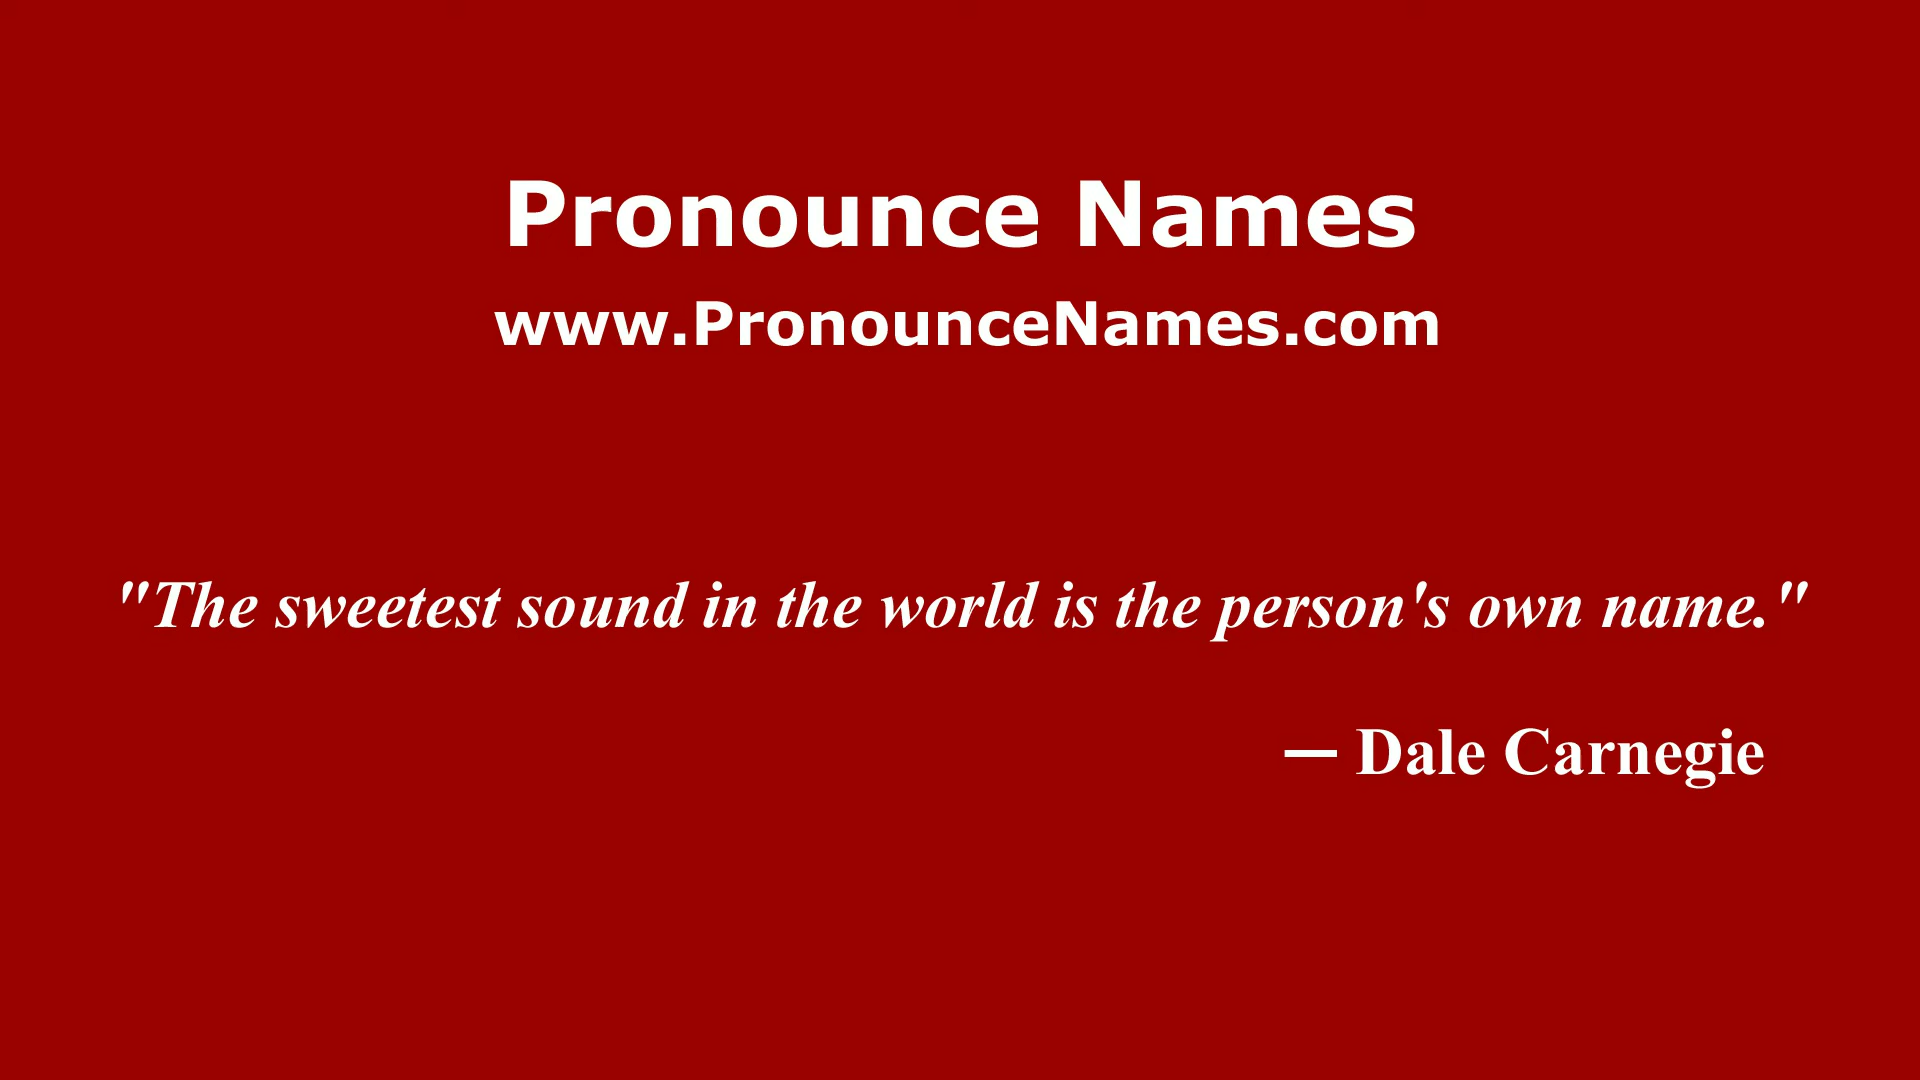 Pronounce Names
www.PronounceNames.com
"The sweetest sound in the world is the person's own name."
— Dale Carnegie